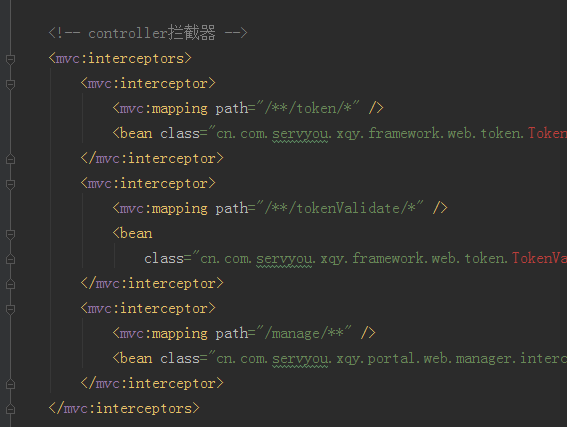 <!-- controller拦截器 -->
<mvc:interceptors>
<mvc:interceptor>
<mvc:mapping path="/**/token/*" />
<bean class="cn.com.servyou.xqy.framework.web.token.Token
</mvc:interceptor>
<mvc:interceptor>
<mvc:mapping path="/**/tokenValidate/*" />
<bean
class="cn.com.servyou.xqy.framework.web.token.TokenVa
</mvc:interceptor>
<mvc:interceptor>
<mvc:mapping path="/manage/**" />
<bean class="cn.com.servyou.xqy.portal.web.manager.interc
</mvc:interceptor>
</mvc:interceptors>